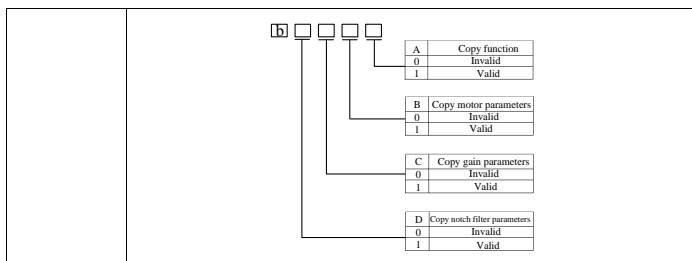 b
A Copy function
0 Invalid
1 Valid
B Copy motor parameters
0 Invalid
1 Valid
C Copy gain parameters
0 Invalid
1 Valid
D Copy notch filter parameters
0 Invalid
1 Valid